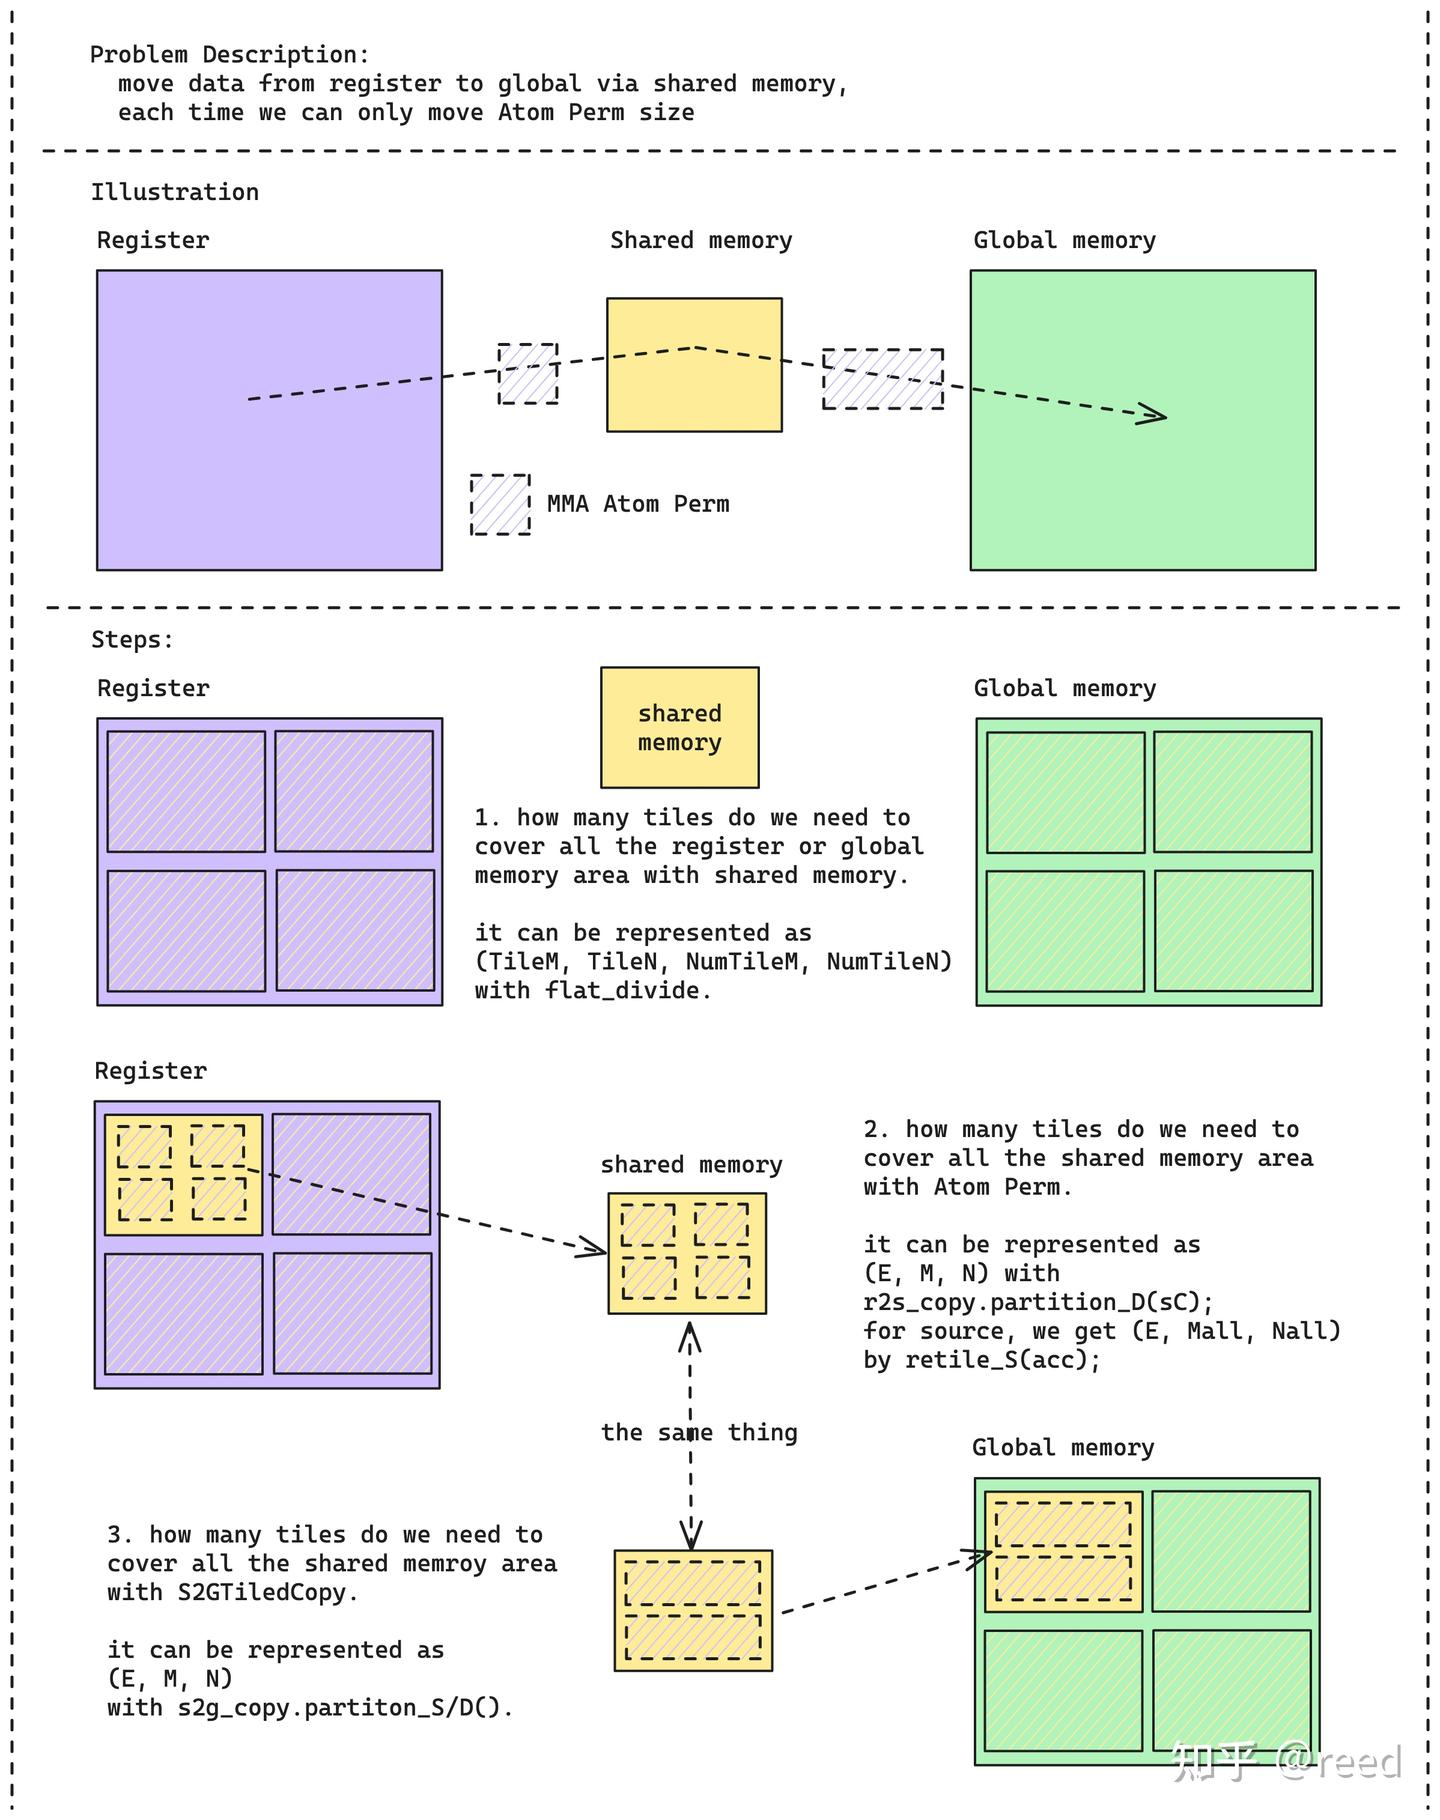 Problem Description:
move data from register to global via shared memory,
each time we can only move Atom Perm size
Illustration
Register
Shared memory
Global memory
MMA Atom Perm
Steps:
Register
shared
memory
Global memory
1. how many tiles do we need to
cover all the register or global
memory area with shared memory.
it can be represented as
(TileM, TileN, NumTileM, NumTileN)
with flat_divide.
Register
shared memory
2. how many tiles do we need to
cover all the shared memory area
with Atom Perm.
it can be represented as
(E, M, N) with
r2s_copy.partition_D(sC);
for source, we get (E, Mall, Nall)
by retile_S(acc);
the same thing
Global memory
3. how many tiles do we need to
cover all the shared memroy area
with S2GTiledCopy.
it can be represented as
(E, M, N)
with s2g_copy.partiton_S/D().
知乎 @reed